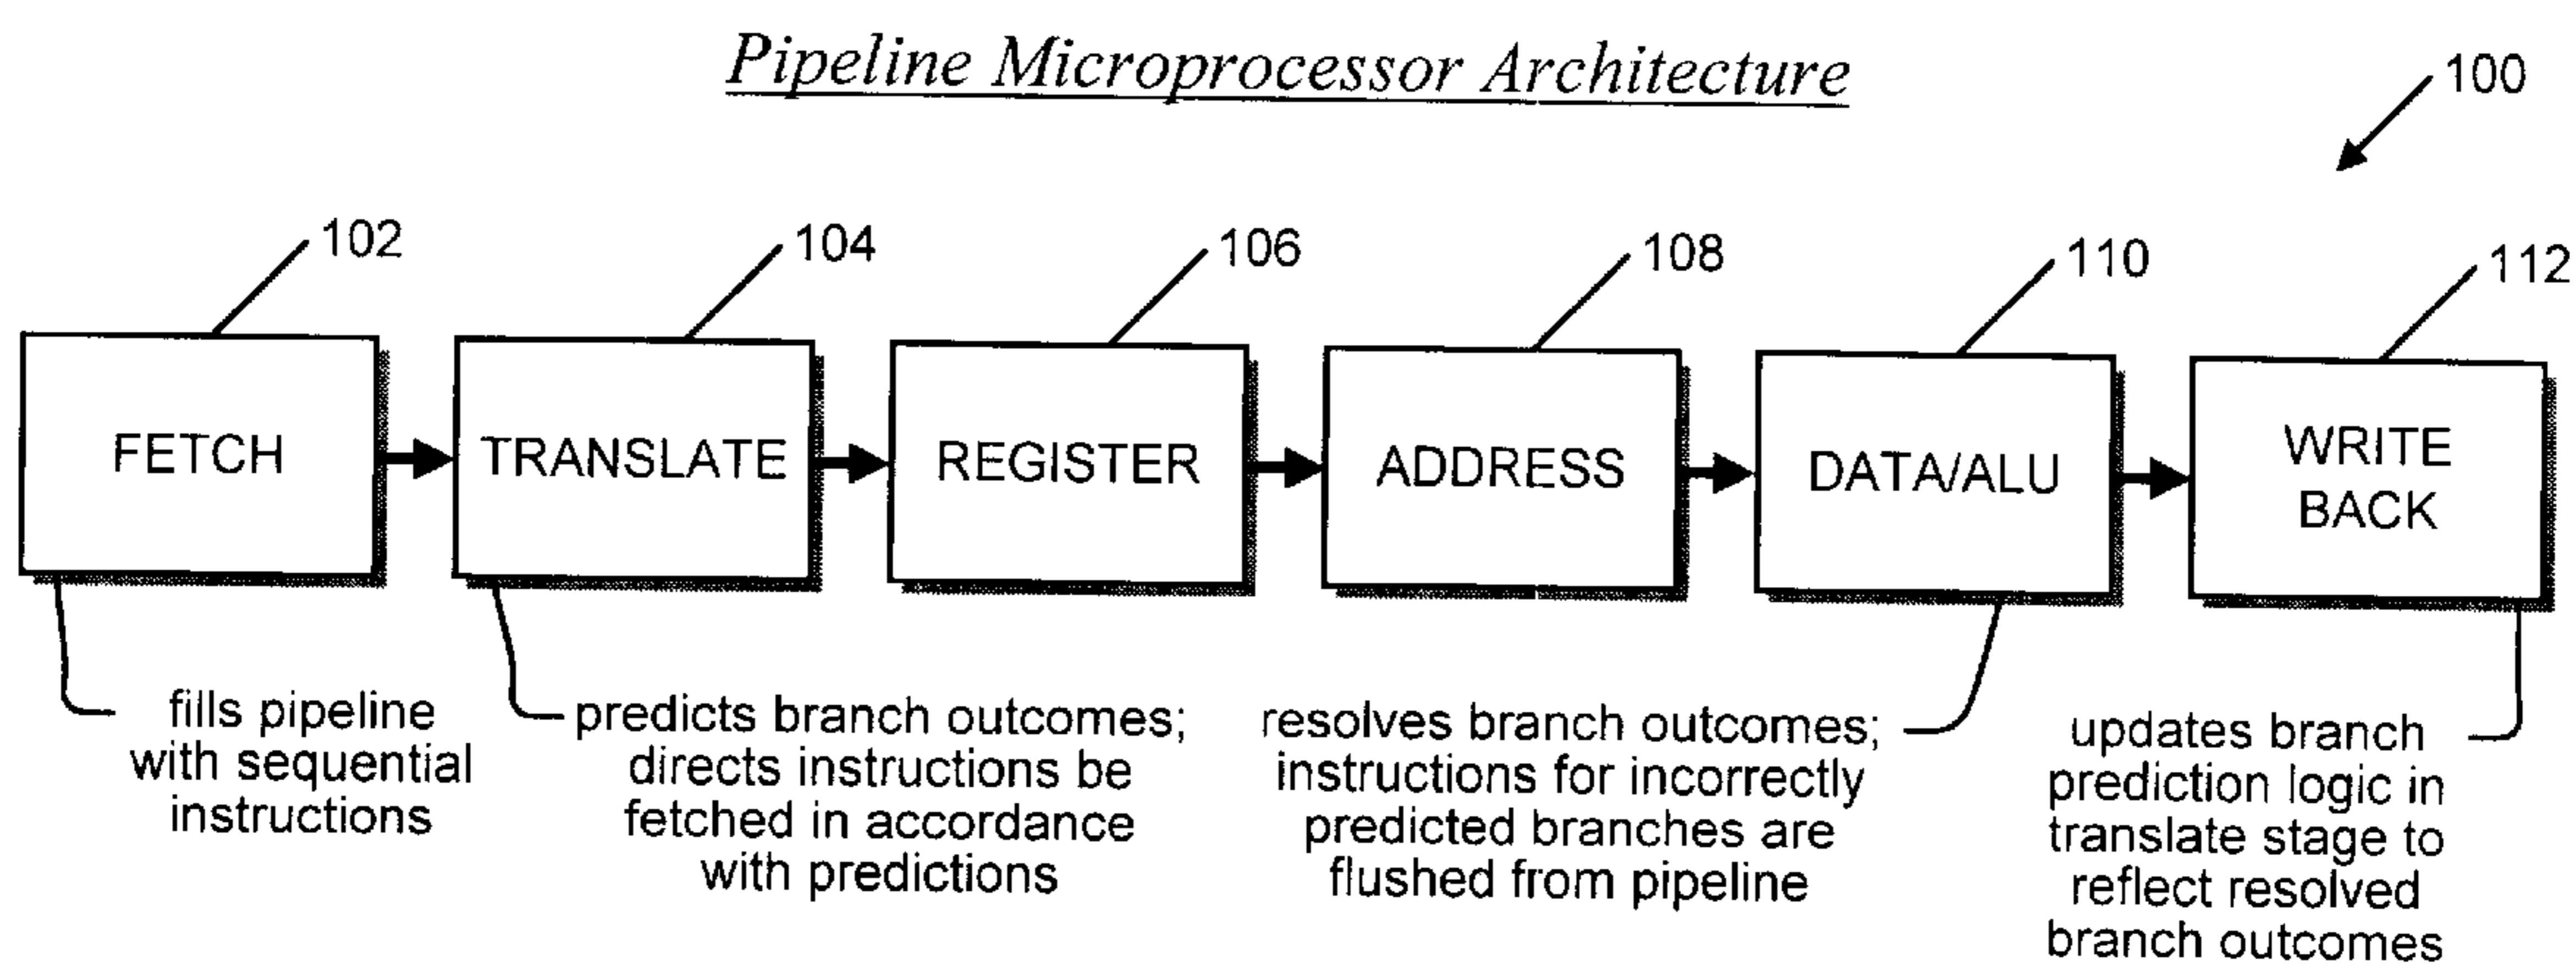 Pipeline Microprocessor Architecture
100
102
104
106
108
110
112
FETCH
TRANSLATE
REGISTER
ADDRESS
DATA/ALU
WRITE
BACK
fills pipeline
with sequential
instructions
predicts branch outcomes;
directs instructions be
fetched in accordance
with predictions
resolves branch outcomes;
instructions for incorrectly
predicted branches are
flushed from pipeline
updates branch
prediction logic in
translate stage to
reflect resolved
branch outcomes